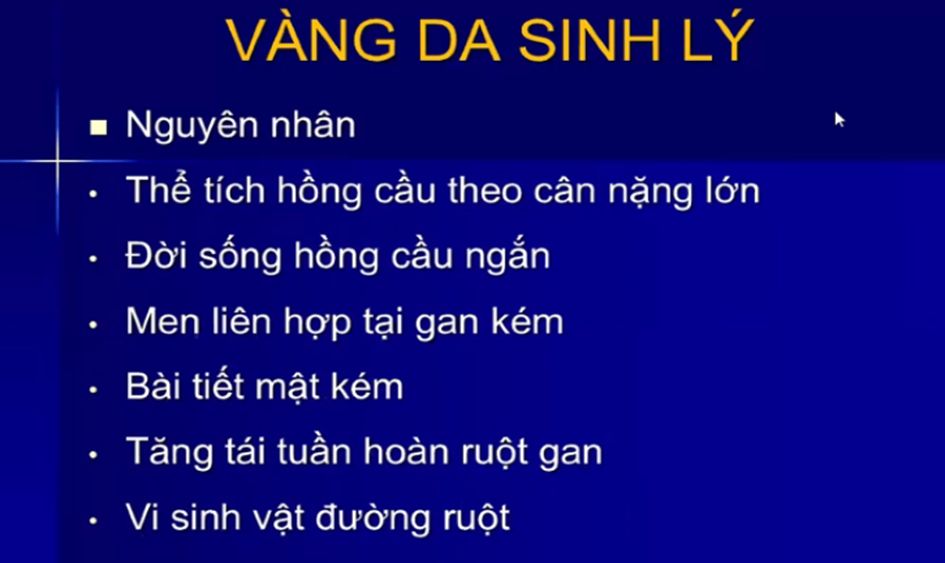 VÀNG DA SINH LÝ
Nguyên nhân
Thể tích hồng cầu theo cân nặng lớn
Đời sống hồng cầu ngắn
Men liên hợp tại gan kém
Bài tiết mật kém
Tăng tái tuần hoàn ruột gan
Vi sinh vật đường ruột